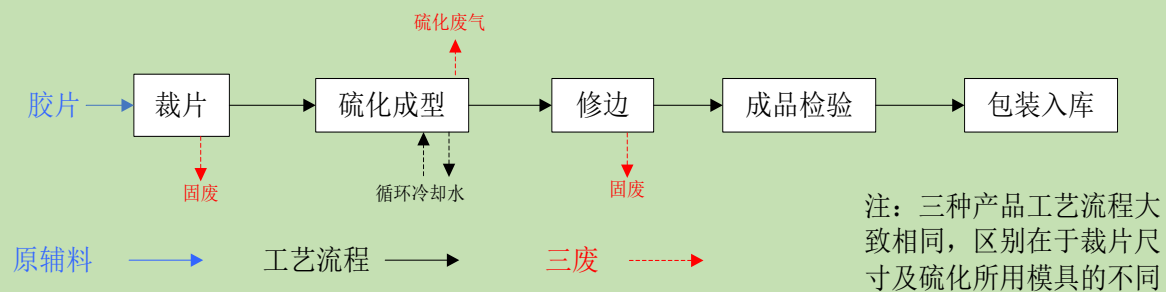 硫化废气
胶片
裁片
硫化成型
修边
成品检验
包装入库
固废
循环冷却水
固废
注：三种产品工艺流程大
致相同，区别在于裁片尺
寸及硫化所用模具的不同
原辅料
工艺流程
三废